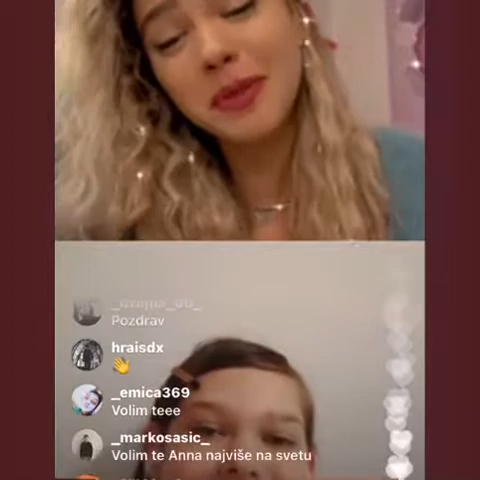 Pozdrav
hraisdx
👋
_emica369
Volim teee
_markosasic_
Volim te Anna najviše na svetu